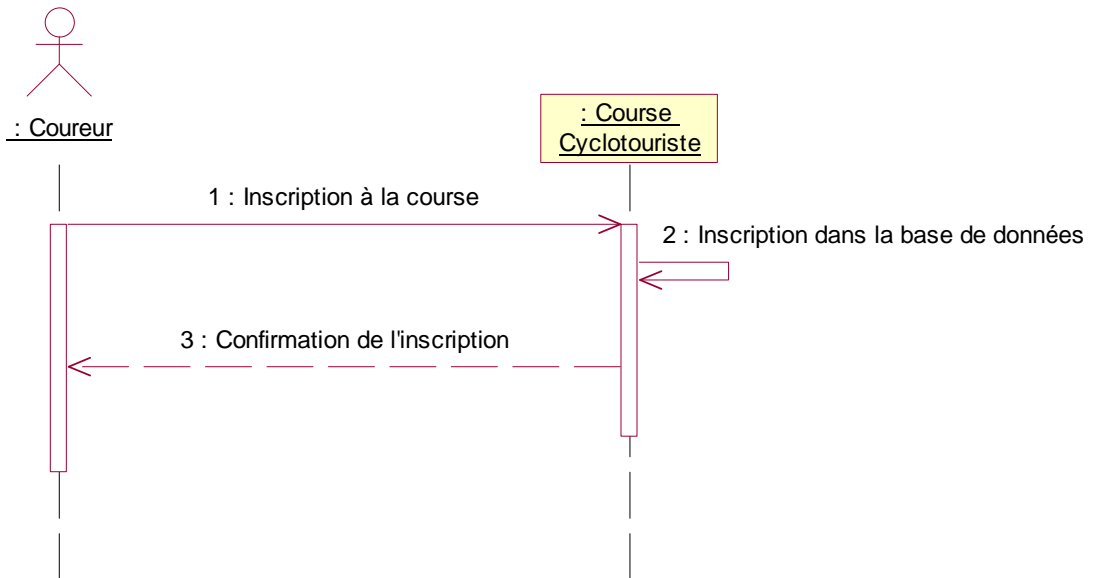 : Coureur
: Course
Cyclotouriste
1 : Inscription à la course
2 : Inscription dans la base de données
3 : Confirmation de l'inscription